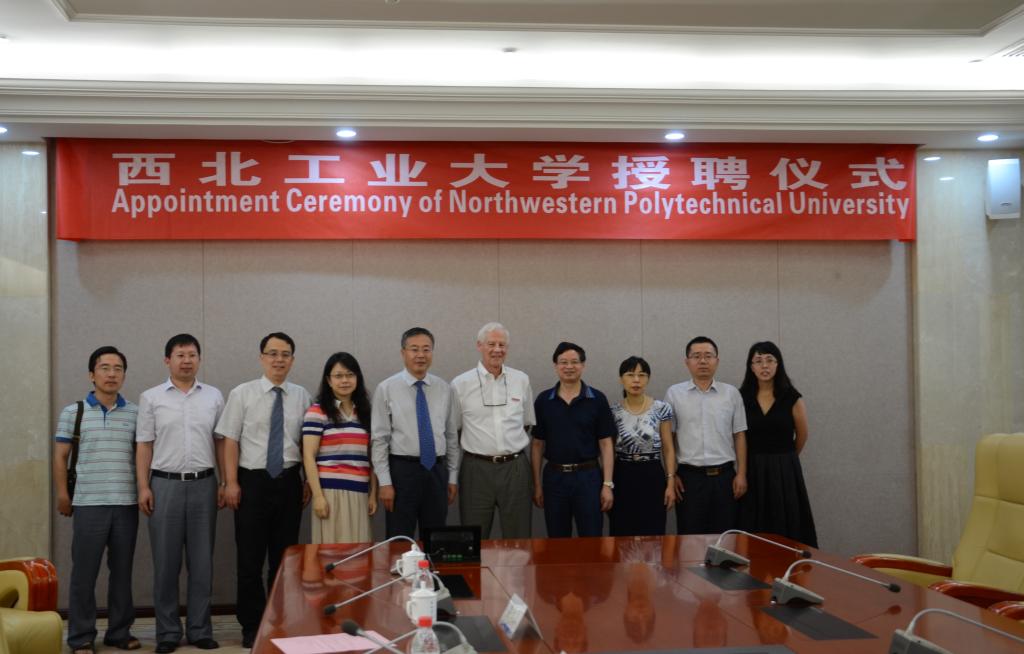 西北工业大学授聘仪式
Appointment Ceremony of Northwestern Polytechnical University